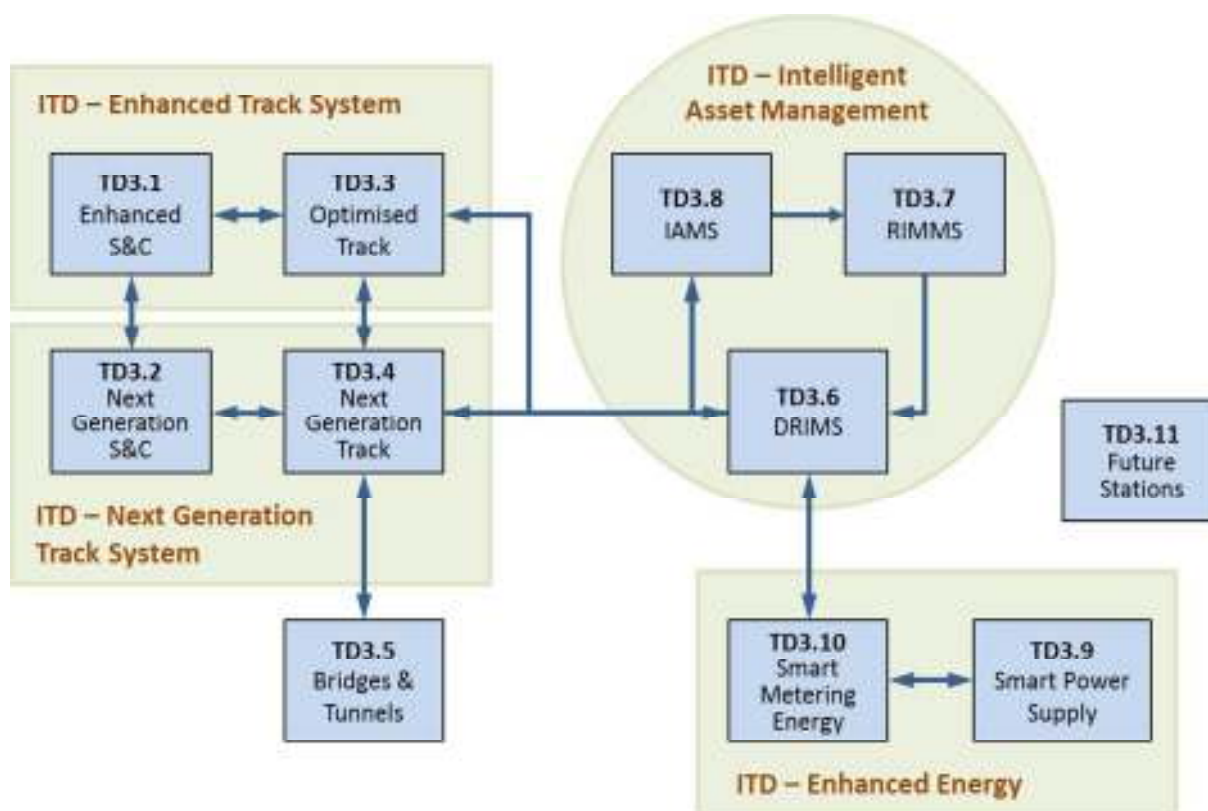 ITD – Enhanced Track System
TD3.1
Enhanced
S&C
TD3.3
Optimised
Track
TD3.2
Next
Generation
S&C
TD3.4
Next
Generation
Track
ITD – Next Generation
Track System
TD3.5
Bridges &
Tunnels
ITD – Intelligent
Asset Management
TD3.8
IAMS
TD3.7
RIMMS
TD3.6
DRIMS
TD3.11
Future
Stations
TD3.10
Smart
Metering
Energy
TD3.9
Smart Power
Supply
ITD – Enhanced Energy